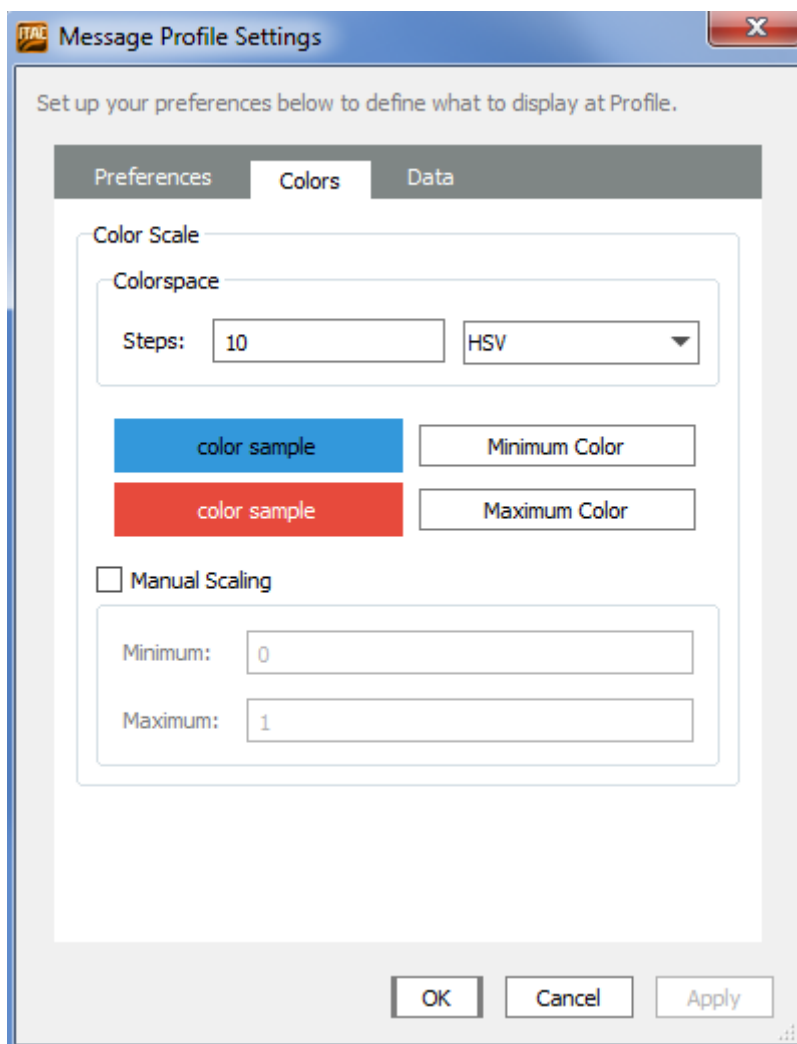 ITAC Message Profile Settings
Set up your preferences below to define what to display at Profile.
Preferences Colors Data
Color Scale
Colorspace
Steps: 10 HSV
color sample Minimum Color
color sample Maximum Color
Manual Scaling
Minimum: 0
Maximum: 1
OK Cancel Apply